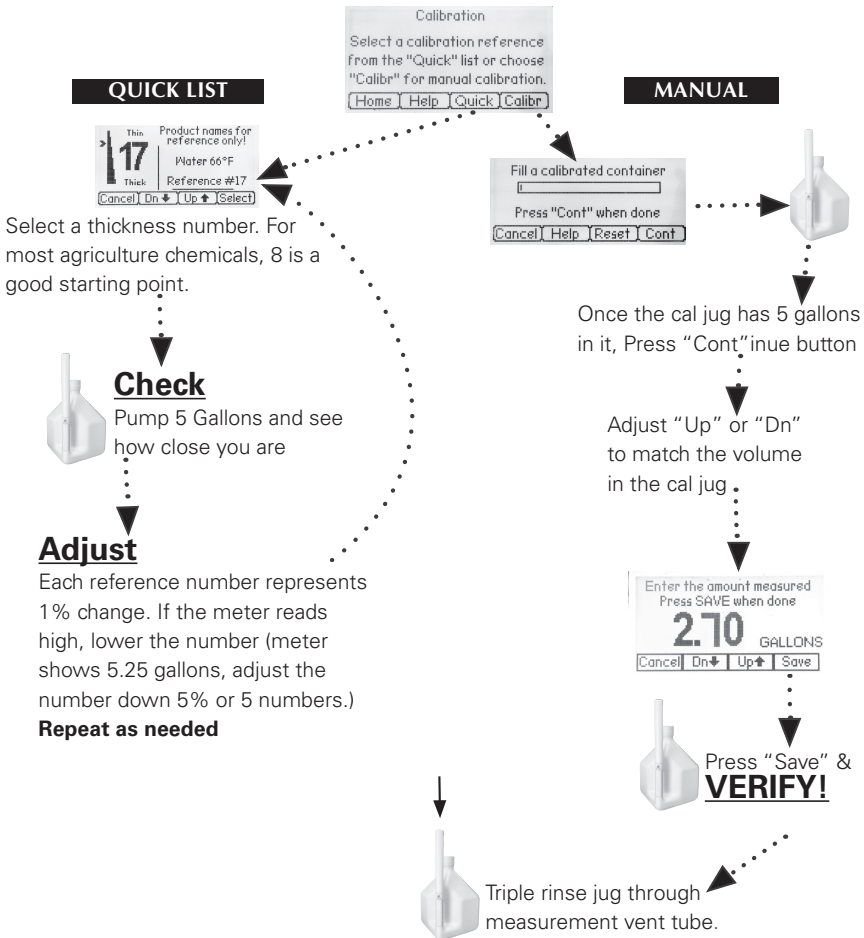 Calibration
Select a calibration reference
from the "Quick" list or choose
"Calibr" for manual calibration.
Home Help Quick Calibr
QUICK LIST
Thin
Product names for
reference only!
17
Water 66°F
Thick
Reference #17
Cancel Dn Up Select
Select a thickness number. For
most agriculture chemicals, 8 is a
good starting point.
Check
Pump 5 Gallons and see
how close you are
Adjust
Each reference number represents
1% change. If the meter reads
high, lower the number (meter
shows 5.25 gallons, adjust the
number down 5% or 5 numbers.)
Repeat as needed
MANUAL
Fill a calibrated container
Press "Cont" when done
Cancel Help Reset Cont
Once the cal jug has 5 gallons
in it, Press “Cont”inue button
Adjust “Up” or “Dn”
to match the volume
in the cal jug
Enter the amount measured
Press SAVE when done
2.70 GALLONS
Cancel Dn Up Save
Press “Save” &
VERIFY!
Triple rinse jug through
measurement vent tube.